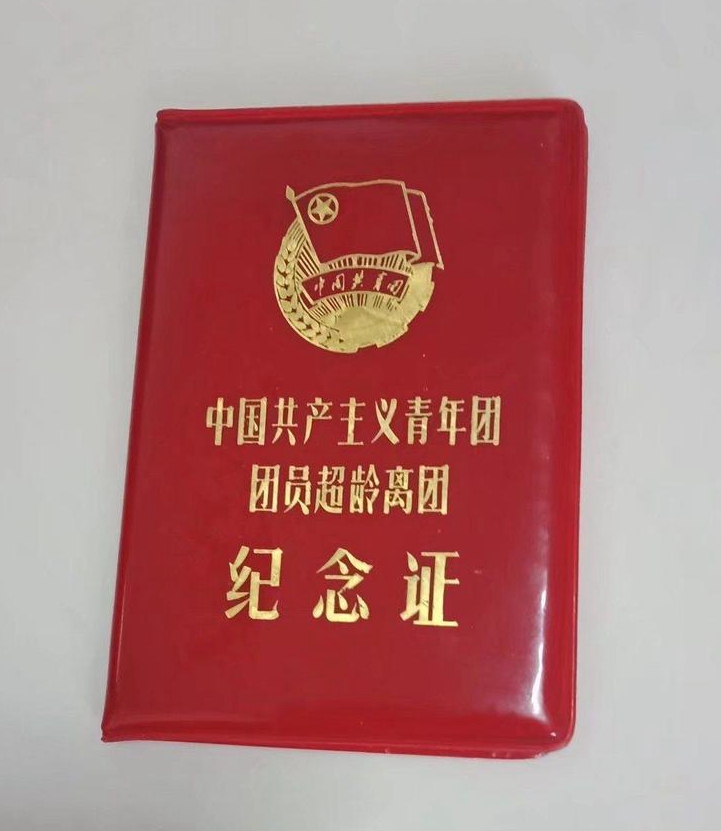 中国共青团
中国共产主义青年团
团员超龄离团
纪念证